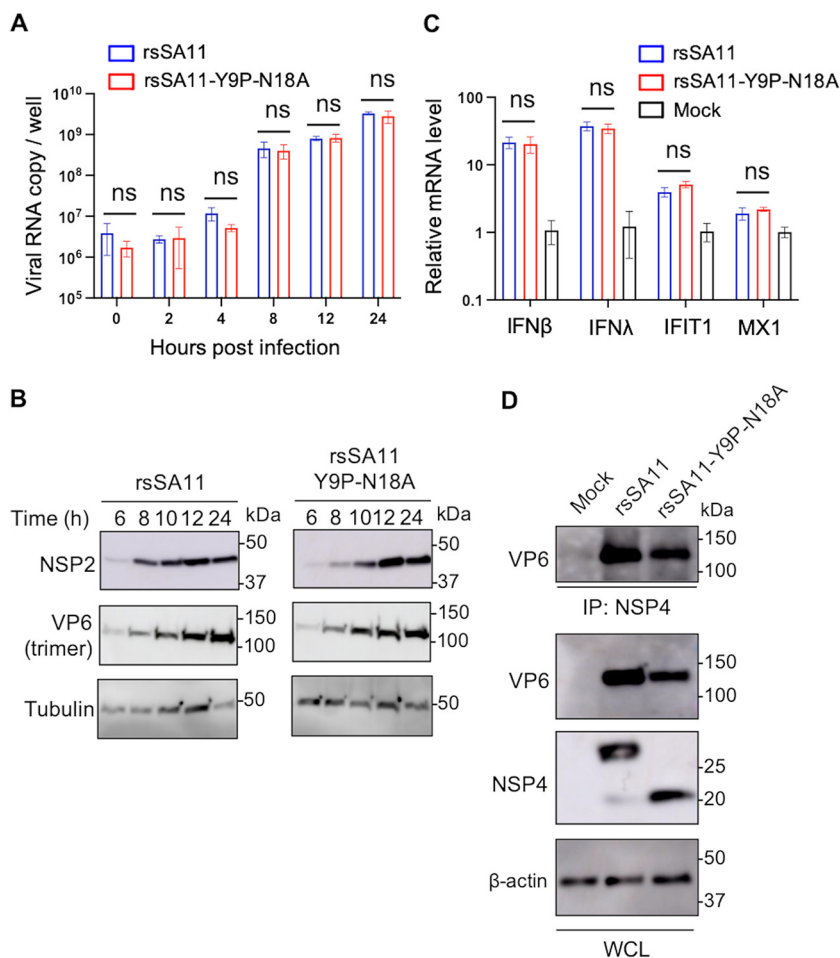 A
rsSA11
rsSA11-Y9P-N18A
Viral RNA copy / well
10^10
10^9
10^8
10^7
10^6
10^5
ns
ns
ns
ns
ns
ns
0 2 4 8 12 24
Hours post infection
C
rsSA11
rsSA11-Y9P-N18A
Mock
Relative mRNA level
100
10
1
0.1
ns
ns
ns
ns
IFNβ IFNλ IFIT1 MX1
B
rsSA11
rsSA11
Y9P-N18A
Time (h) 6 8 10 12 24 kDa
6 8 10 12 24 kDa
NSP2
50
37
50
37
VP6
(trimer)
150
100
150
100
Tubulin
50
50
D
Mock
rsSA11
rsSA11-Y9P-N18A
kDa
VP6
150
100
IP: NSP4
VP6
150
100
NSP4
25
20
β-actin
50
37
WCL